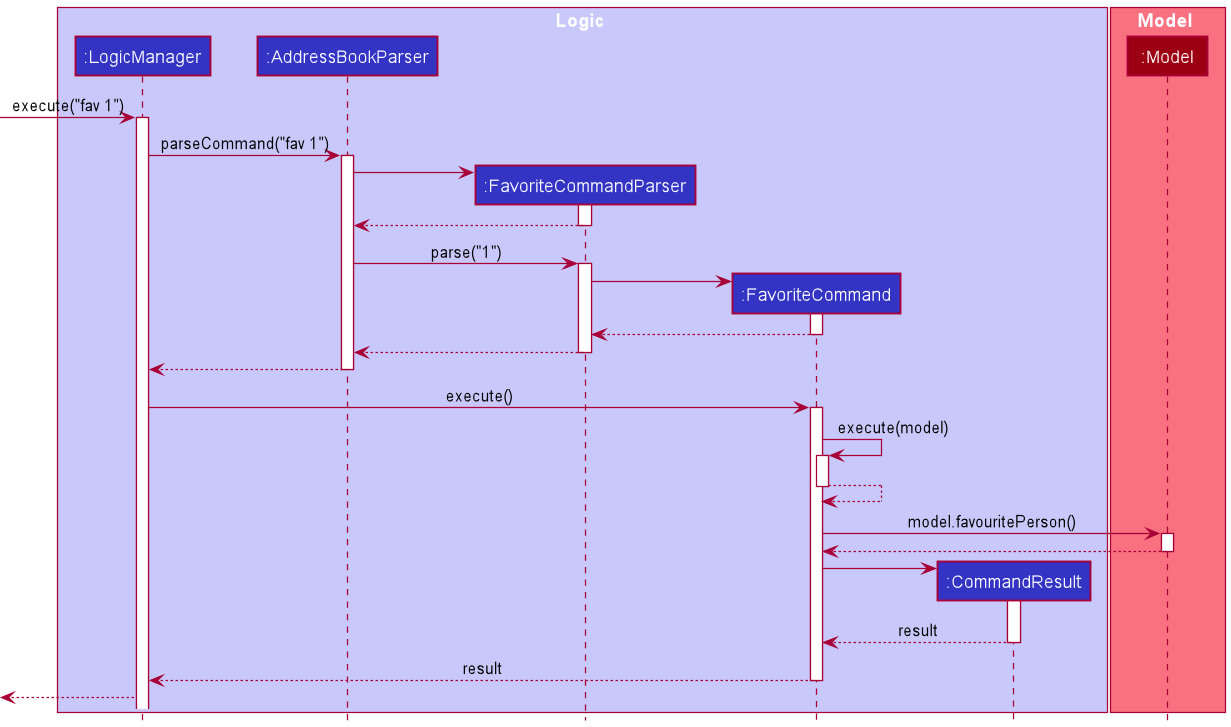 Logic
Model
:LogicManager
:AddressBookParser
:Model
execute("fav 1")
parseCommand("fav 1")
:FavoriteCommandParser
parse("1")
:FavoriteCommand
execute()
execute(model)
model.favouritePerson()
:CommandResult
result
result